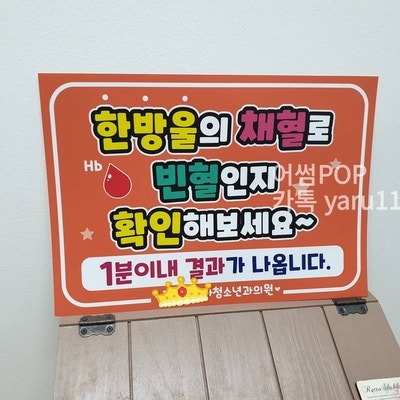 한방울의 채혈로
Hb
빈혈인지
어썸POP
카톡 yaru11
확인해보세요~
1분이내 결과가 나옵니다.
청소년과의원